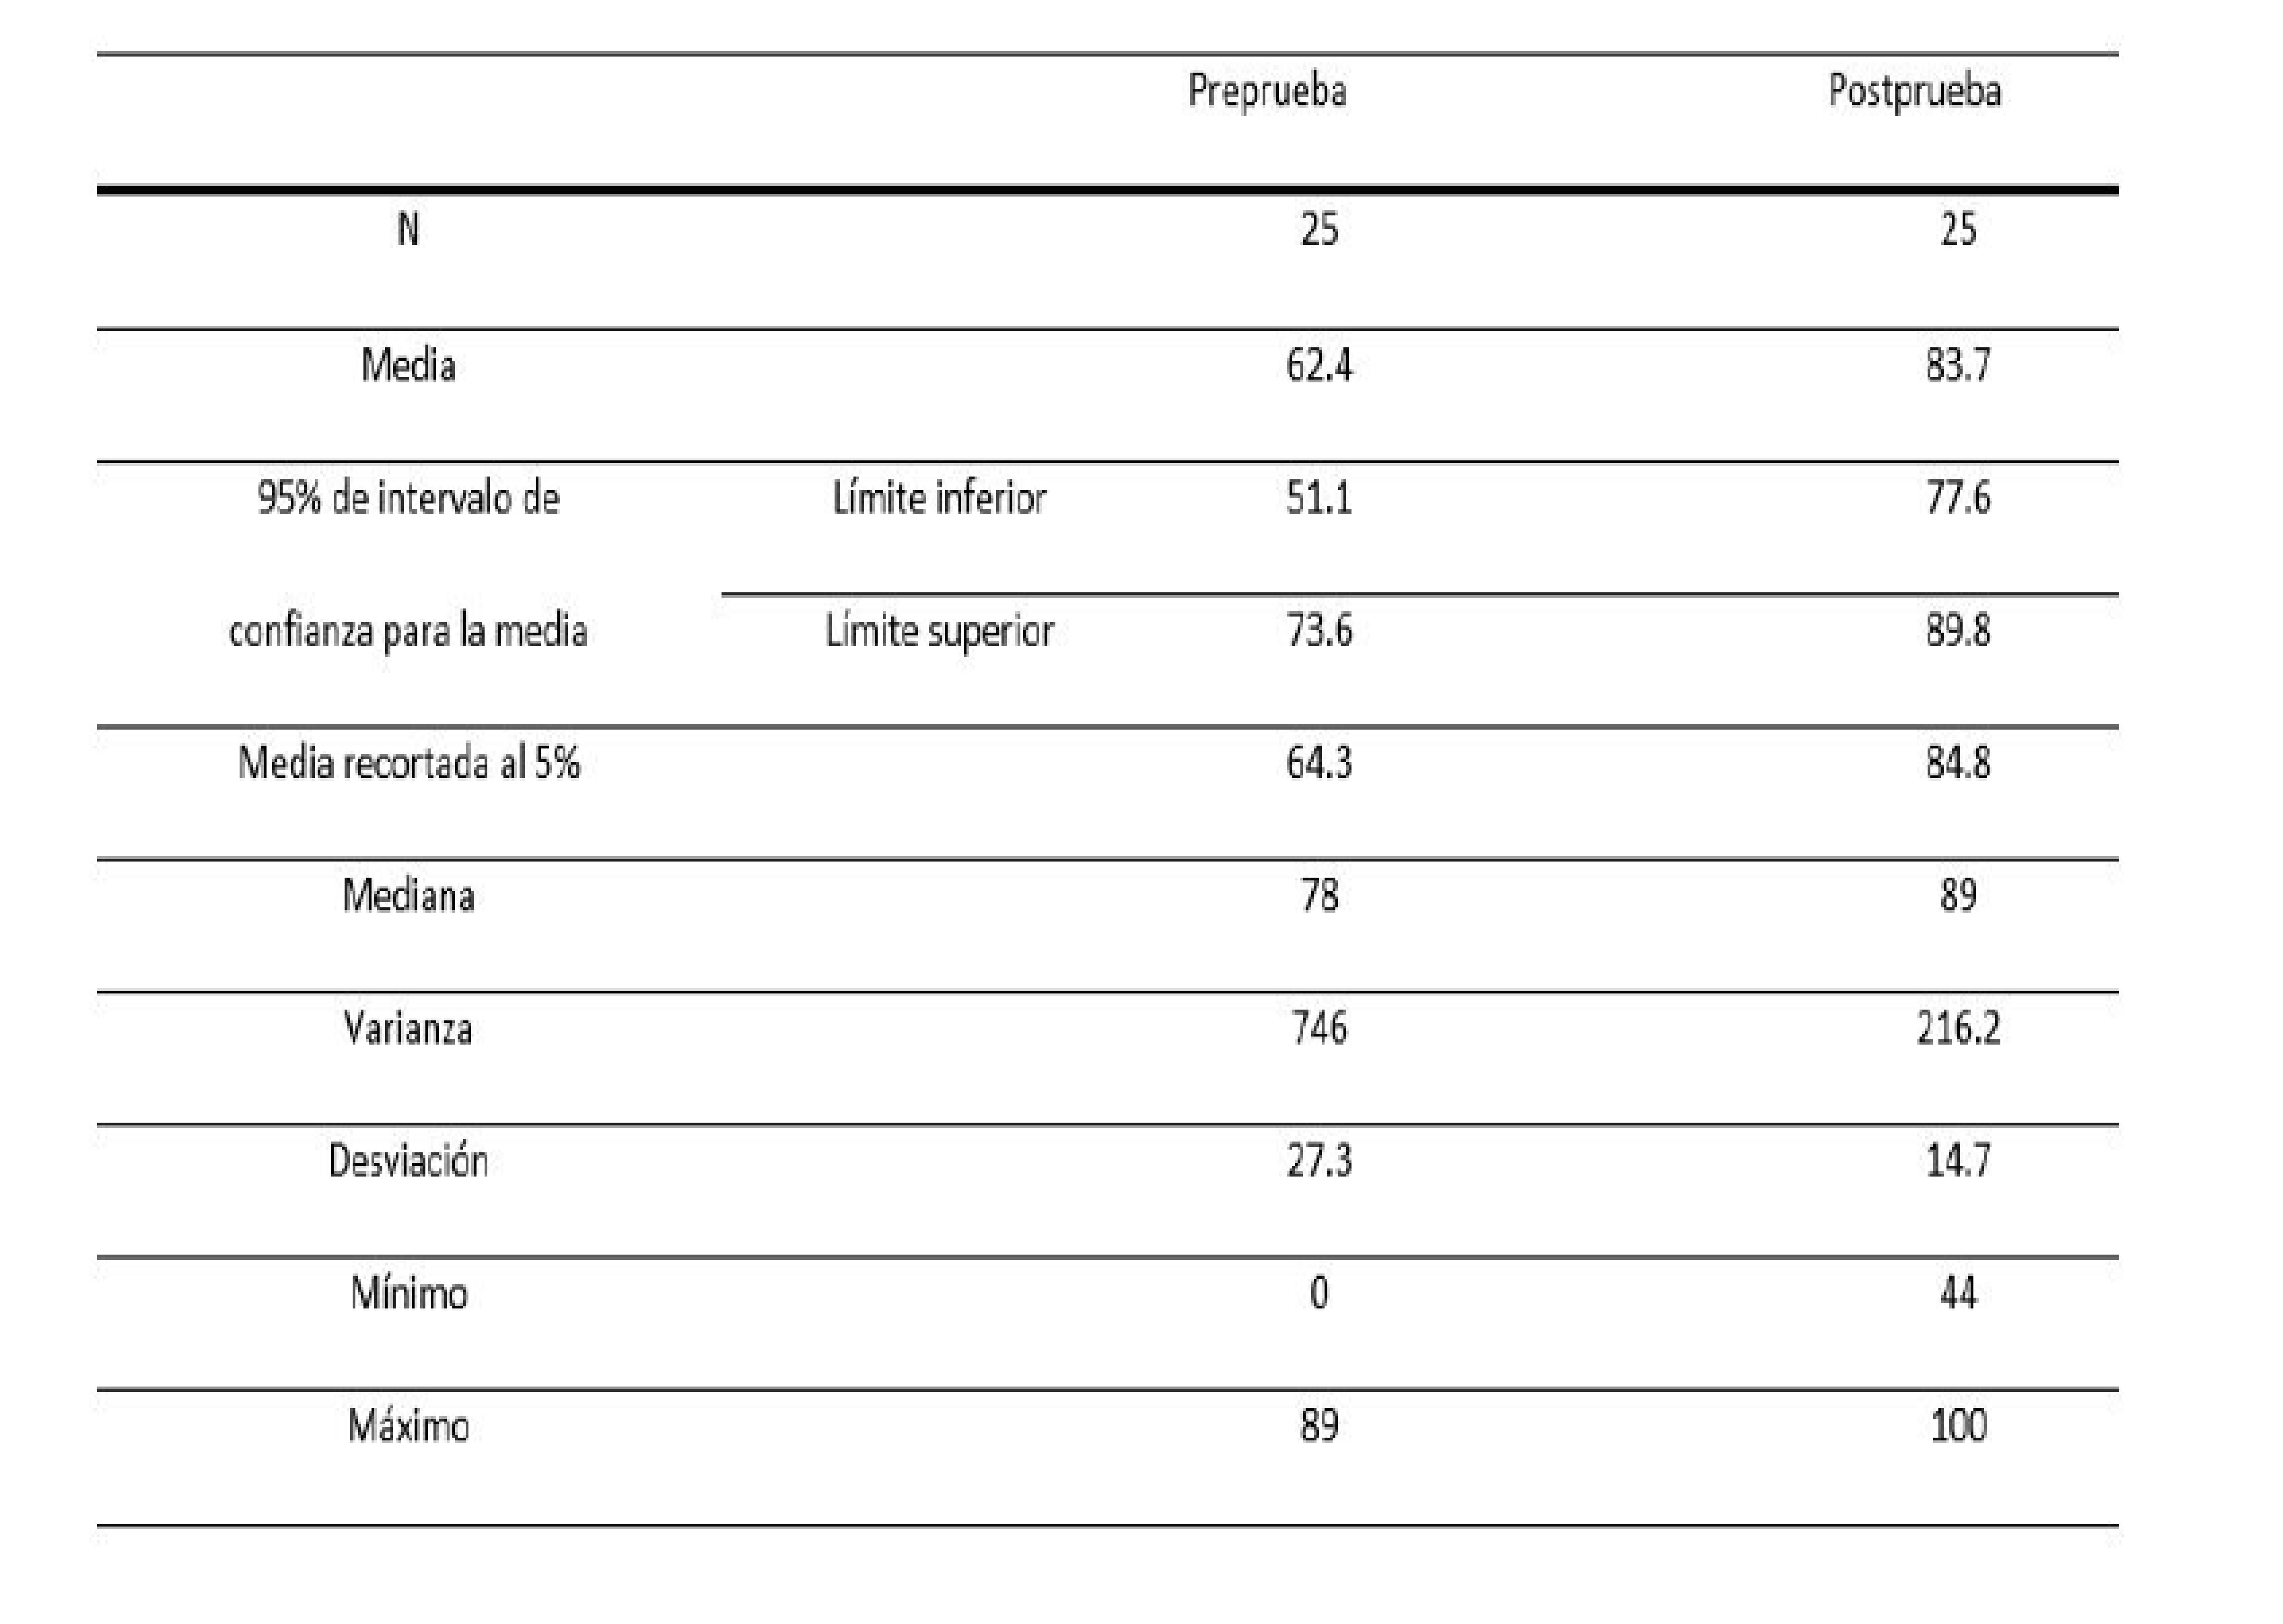 Preprueba Postprueba
N 25 25
Media 62.4 83.7
95% de intervalo de Límite inferior 51.1 77.6
confianza para la media Límite superior 73.6 89.8
Media recortada al 5% 64.3 84.8
Mediana 78 89
Varianza 746 216.2
Desviación 27.3 14.7
Mínimo 0 44
Máximo 89 100